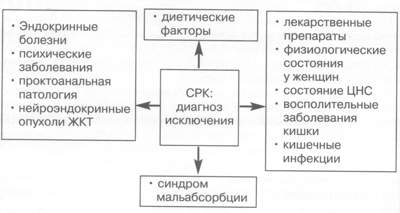 • Эндокринные
болезни
• психические
заболевания
• проктоанальная
патология
• нейроэндокринные
опухоли ЖКТ
• диетические
факторы
СРК:
диагноз
исключения
• синдром
мальабсорбции
• лекарственные
препараты
• физиологические
состояния
у женщин
• состояние ЦНС
• восполительные
заболевания
кишки
• кишечные
инфекции